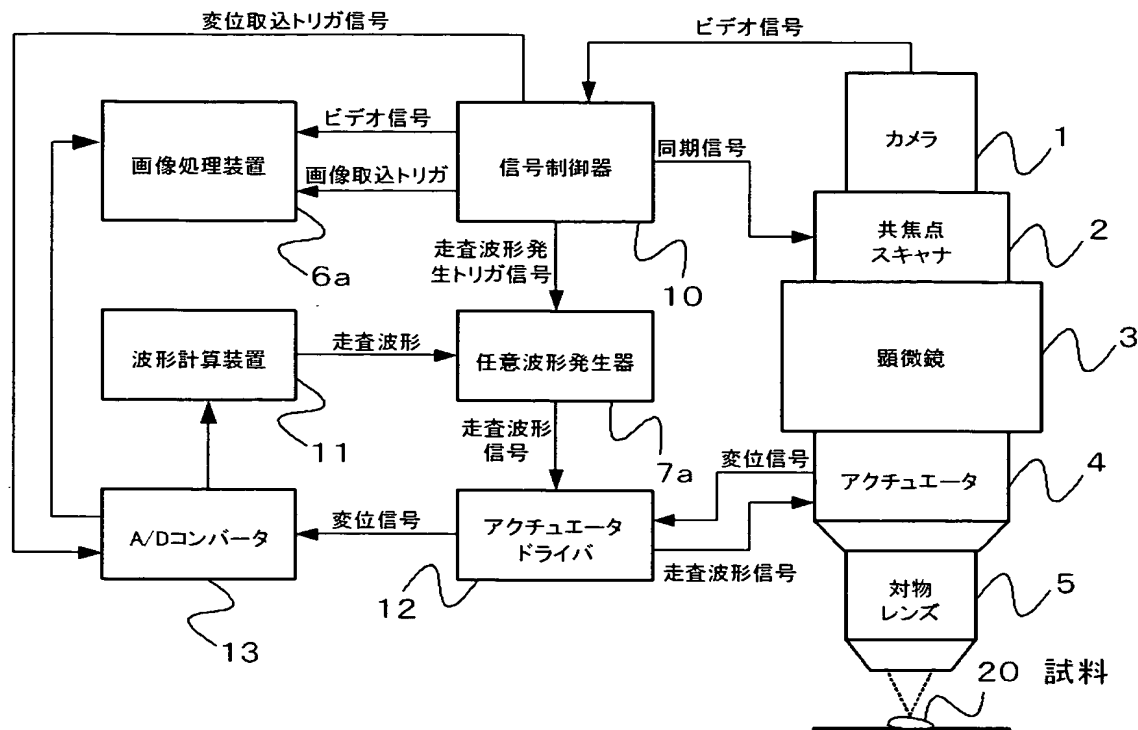 変位取込トリガ信号
ビデオ信号
カメラ
1
ビデオ信号
画像処理装置
信号制御器
同期信号
画像取込トリガ
共焦点
スキャナ
2
6a
走査波形発
生トリガ信号
10
波形計算装置
走査波形
任意波形発生器
顕微鏡
3
11
走査波形
信号
7a
変位信号
アクチュエータ
4
A/Dコンバータ
変位信号
アクチュエータ
ドライバ
走査波形信号
12
対物
レンズ
5
13
20 試料